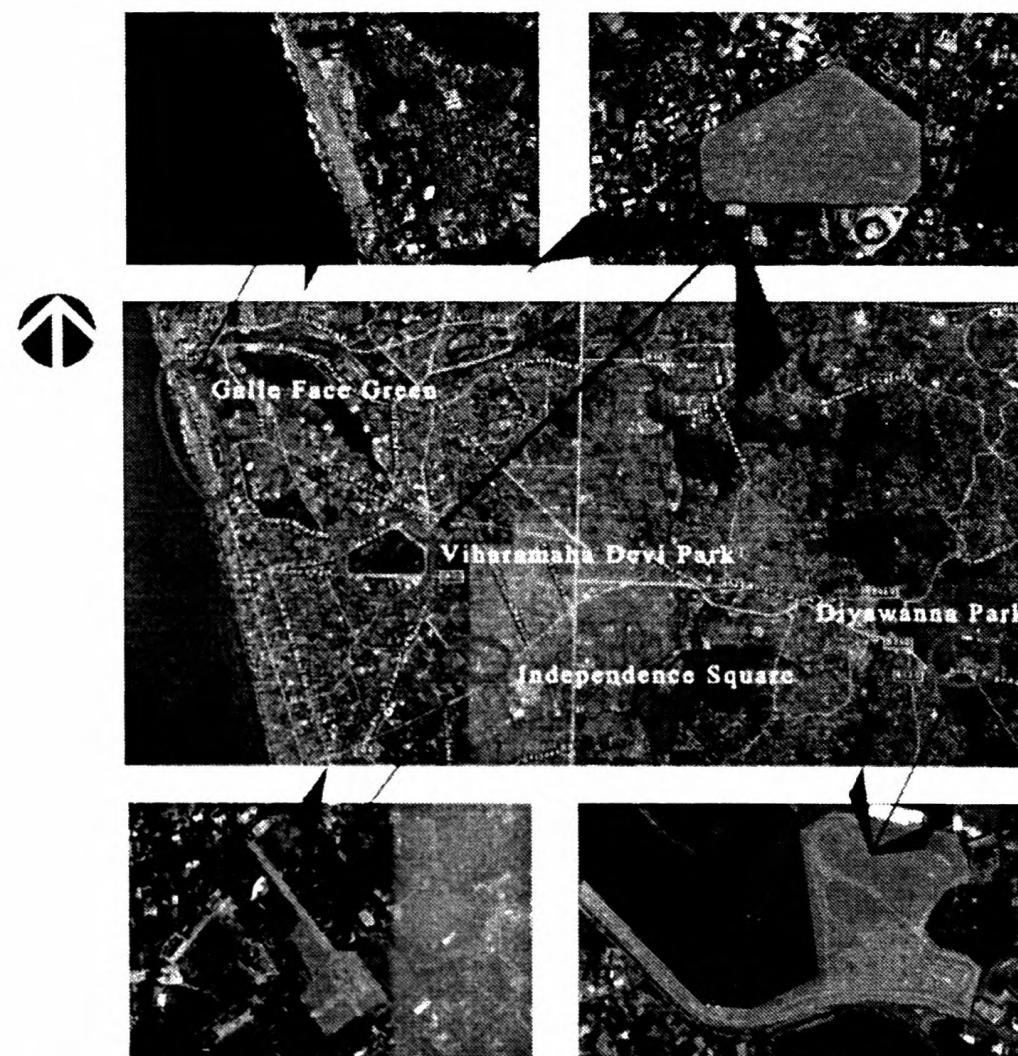 Galle Face Green
Viharamaha Devi Park
Diyawanna Park
Independence Square